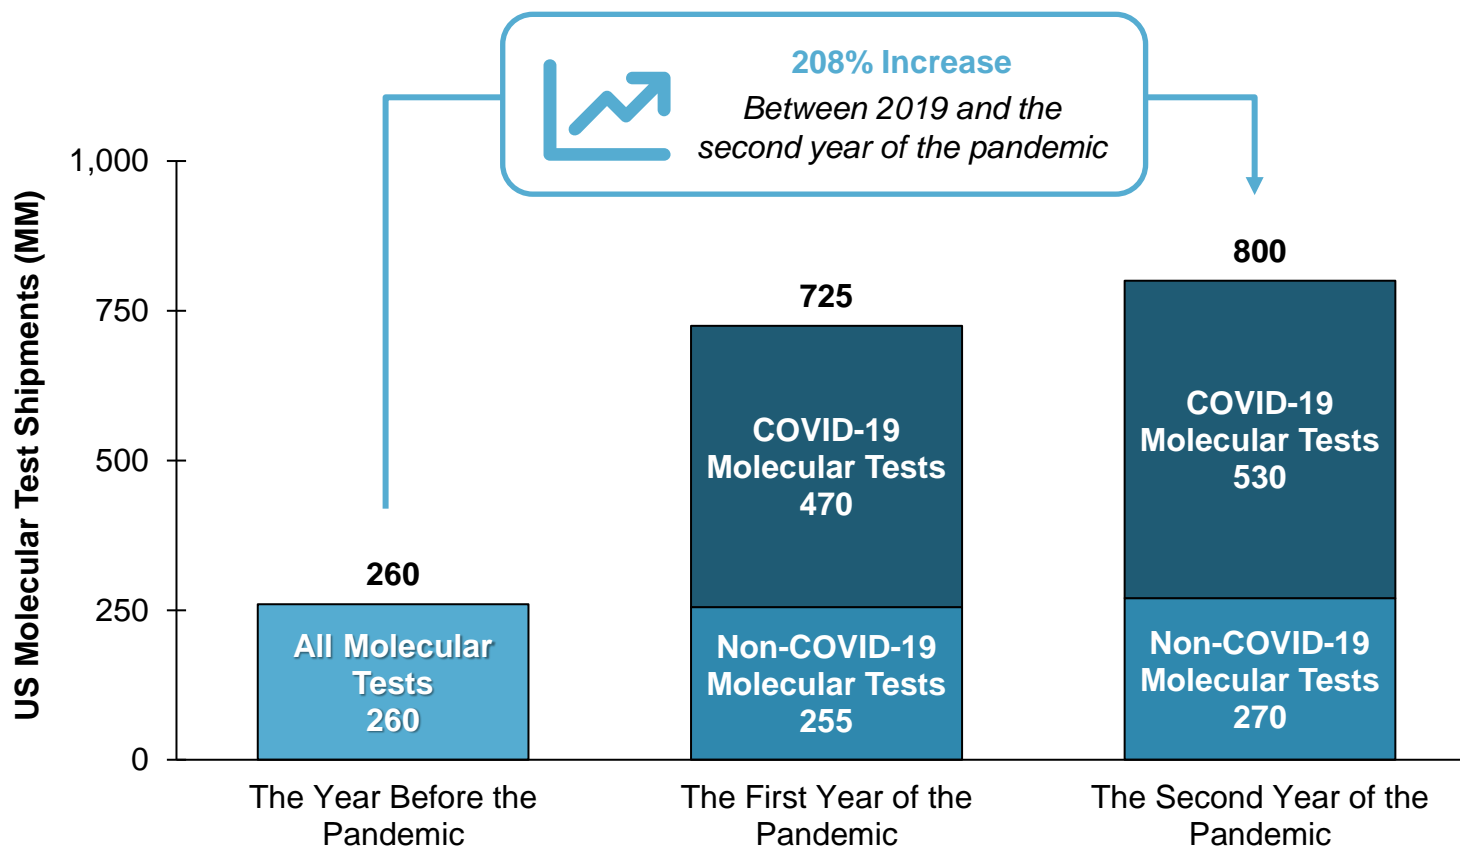 208% Increase
Between 2019 and the
second year of the pandemic
US Molecular Test Shipments (MM)
1,000
750
500
250
0
260
All Molecular
Tests
260
725
COVID-19
Molecular Tests
470
Non-COVID-19
Molecular Tests
255
800
COVID-19
Molecular Tests
530
Non-COVID-19
Molecular Tests
270
The Year Before the
Pandemic
The First Year of the
Pandemic
The Second Year of the
Pandemic